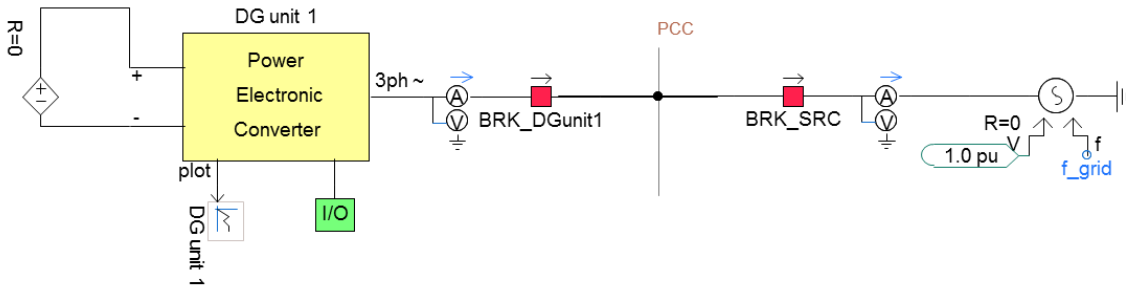 DG unit 1
R=0
+
-
Power
Electronic
Converter
3ph ~
plot
I/O
DG unit 1
A
V
BRK_DGunit1
PCC
BRK_SRC
A
V
R=0
V
1.0 pu
f
f_grid